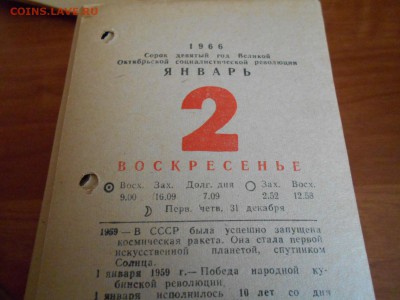 COINS.LAVE.RU
1966
Сорок девятый год Великой
Октябрьской социалистической революции
ЯНВАРЬ
2
ВОСКРЕСЕНЬЕ
Восх. Зах. Долг. дня Зах. Восх.
9.00 16.09 7.09 2.52 12.59
Перв. четв. 31 декабря
1959 — В СССР была успешно запущена
космическая ракета. Она стала первой
искусственной планетой, спутником
Солнца.
1 января 1959 г. — Победа народной ку-
бинской революции.
1 января исполнилось 10 лет со дня